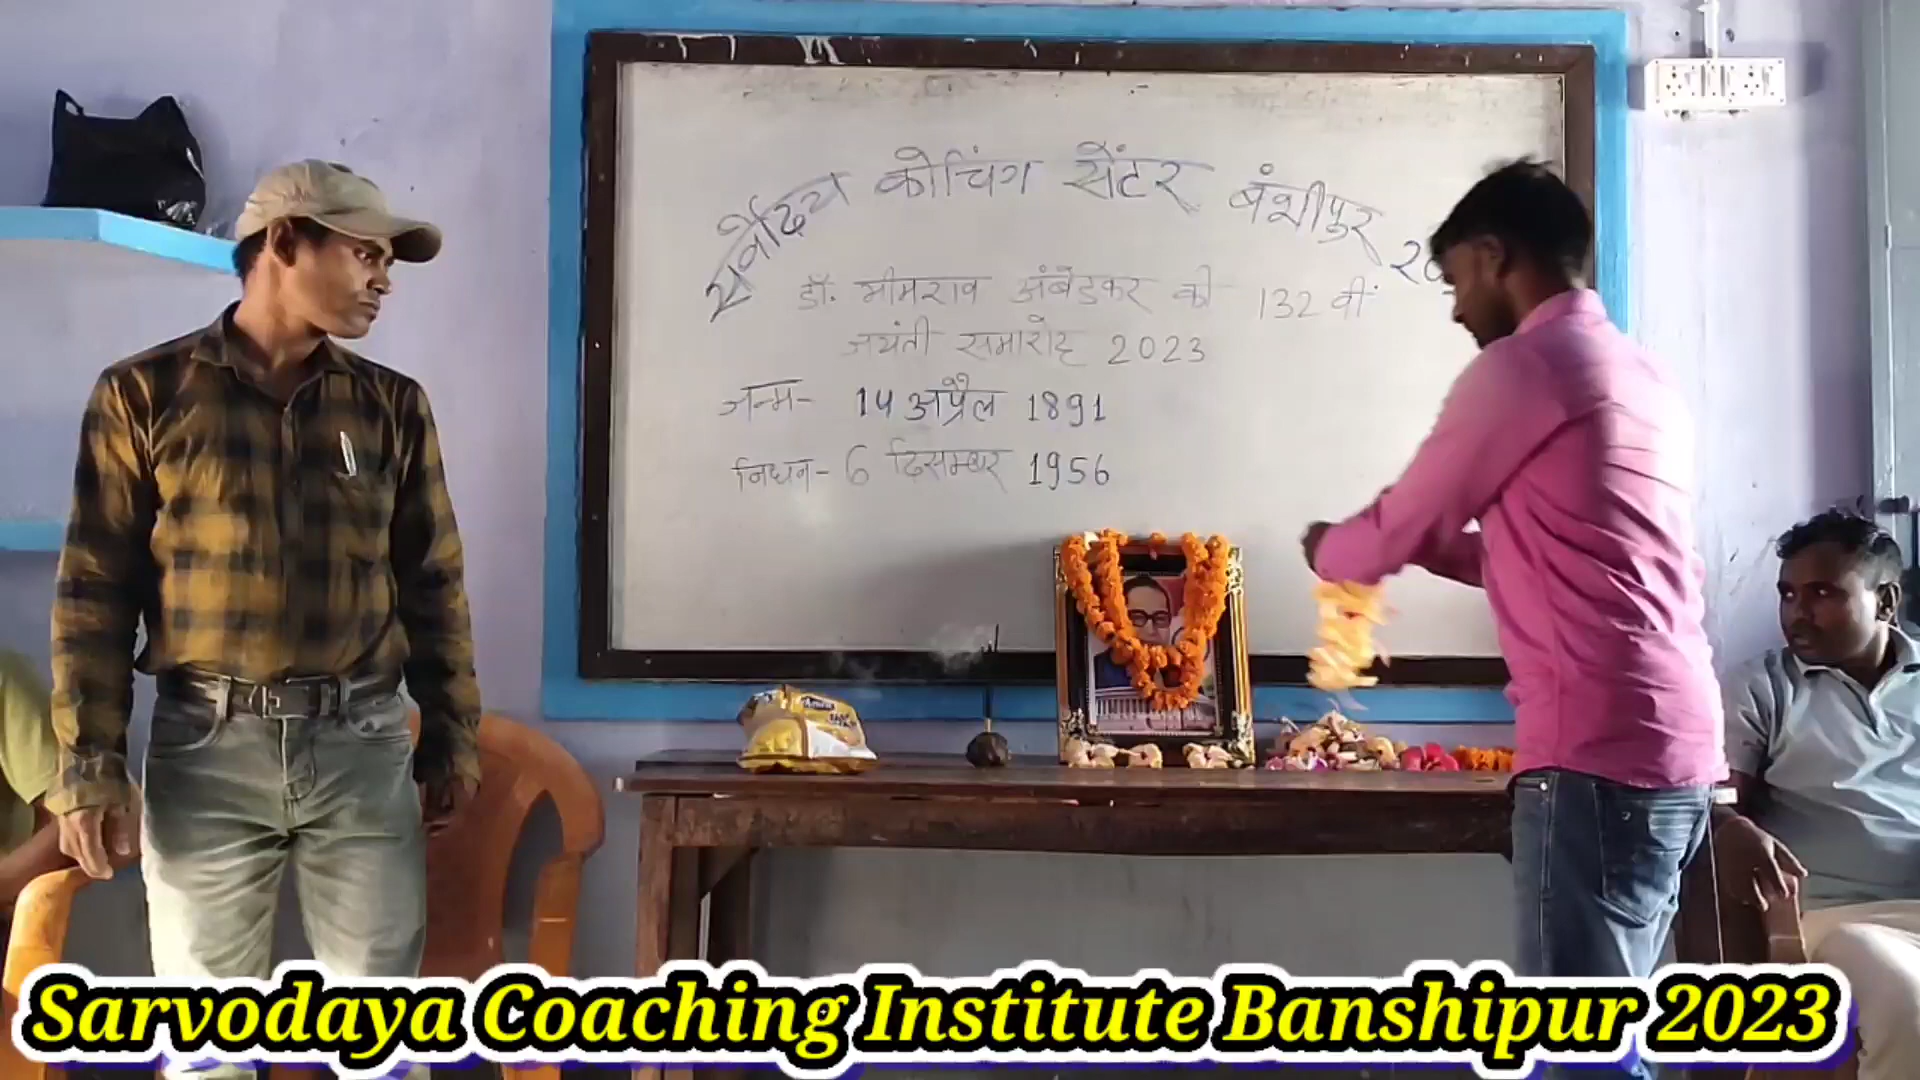 सर्वोदय कोचिंग सेंटर बंशीपुर
डॉ. भीमराव अंबेडकर की 132 वीं
जयंती समारोह 2023
जन्म- 14 अप्रैल 1891
निधन- 6 दिसम्बर 1956
Sarvodaya Coaching Institute Banshipur 2023